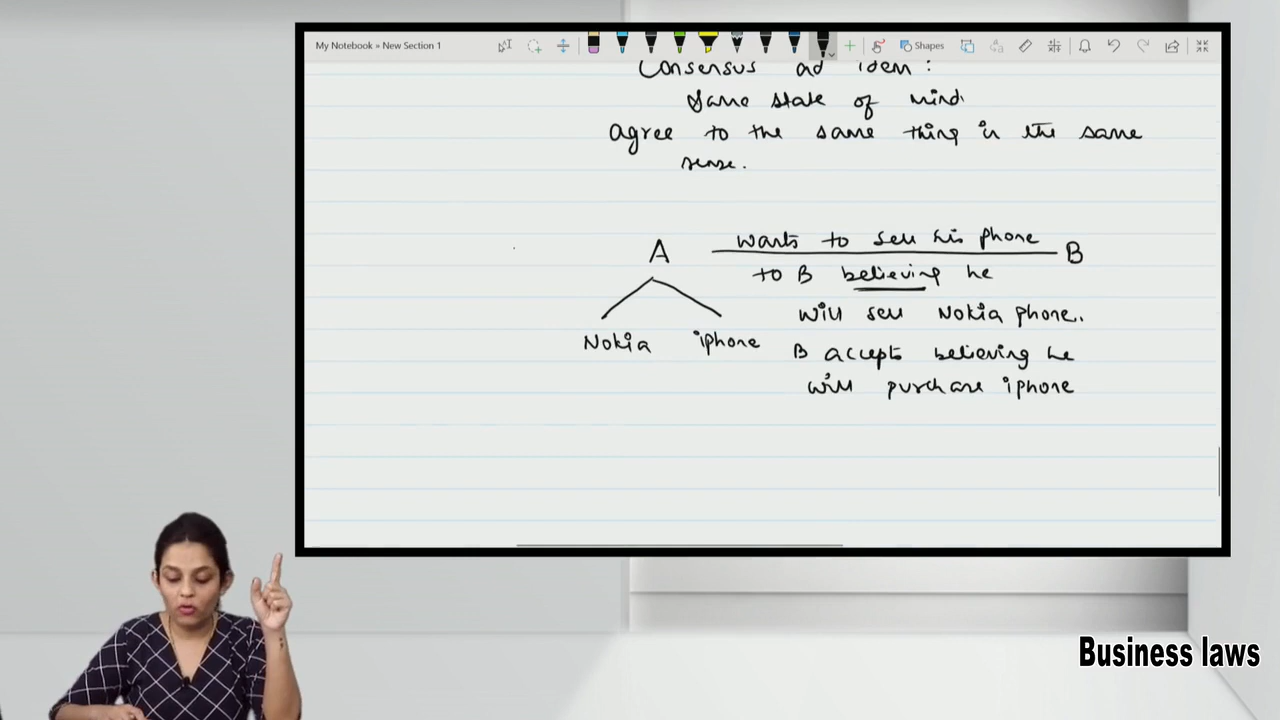 My Notebook » New Section 1
Shapes
Consensus ad idem :
Same state of mind
agree to the same thing in the same
sense.
A wants to sell his phone B
to B believing he
will sell Nokia phone.
Nokia iphone
B accepts believing he
will purchase iphone
Business laws